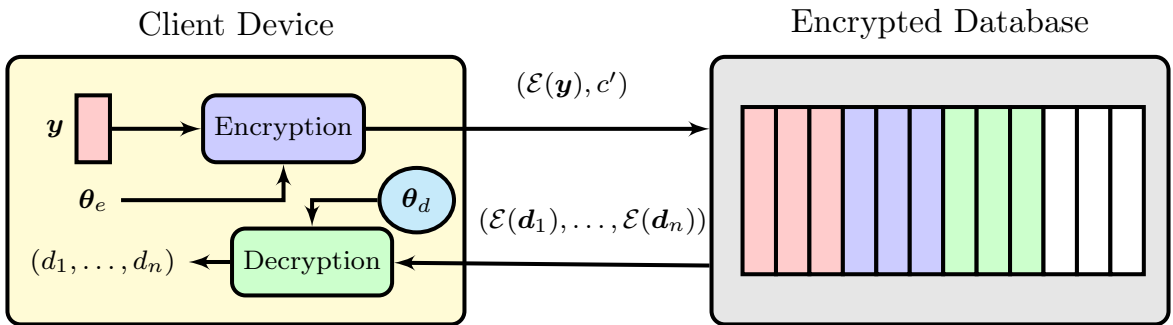 Client Device
Encrypted Database
(ℰ(𝒚), c′)
𝒚
Encryption
𝜽ₑ
𝜽_d
(ℰ(𝒅₁), . . . , ℰ(𝒅ₙ))
(d₁, . . . , dₙ)
Decryption